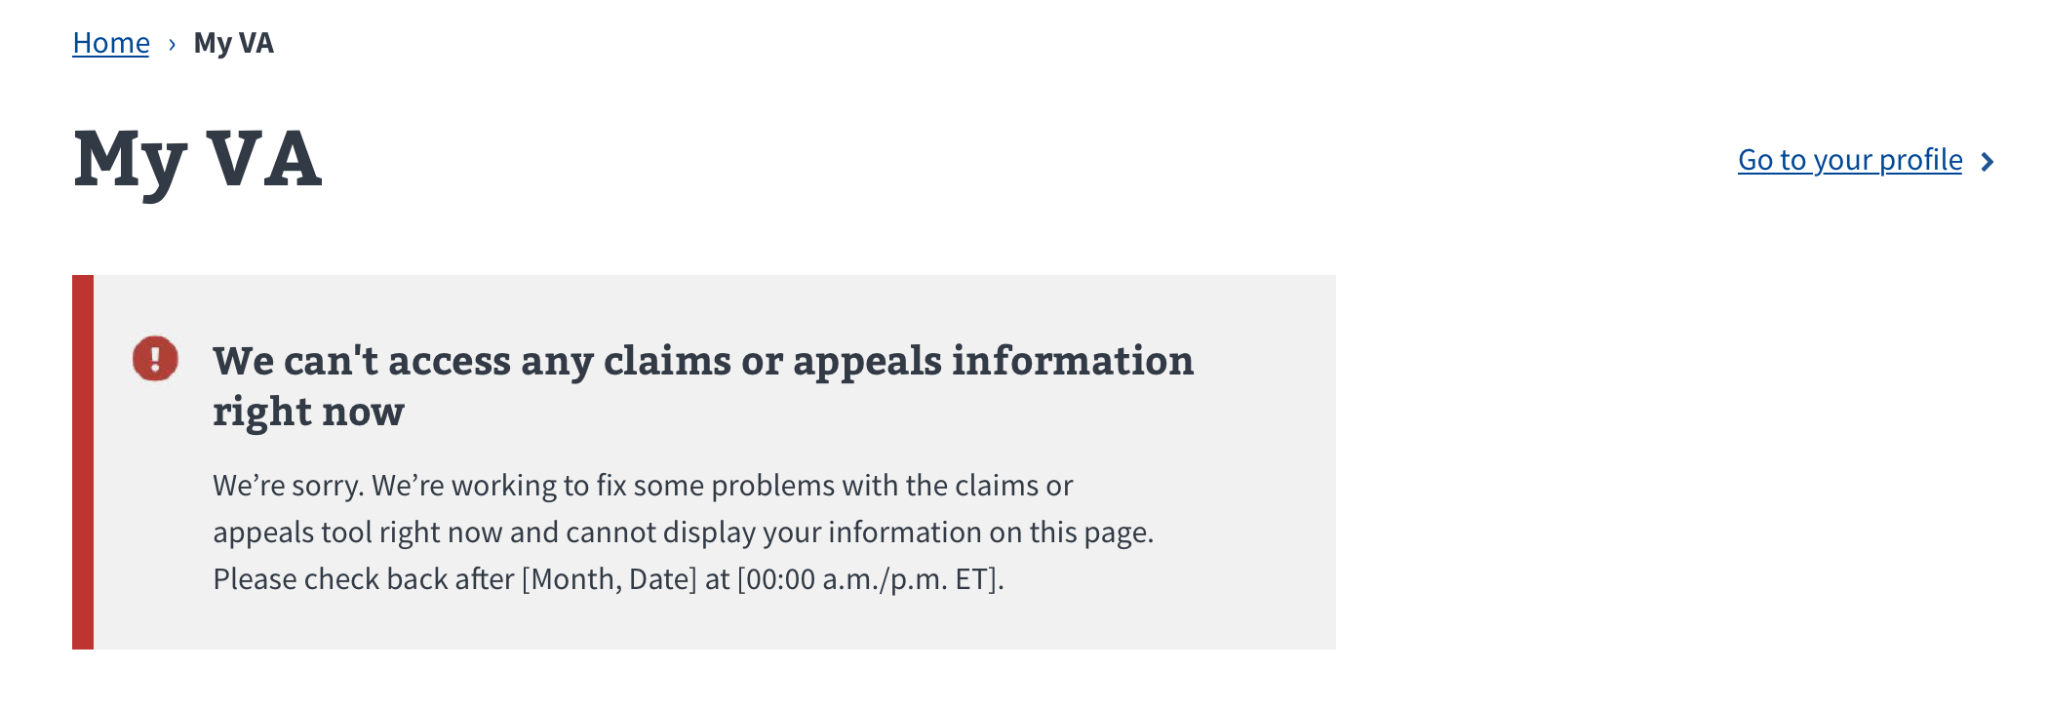 Home › My VA
My VA
Go to your profile
We can't access any claims or appeals information
right now
We’re sorry. We’re working to fix some problems with the claims or
appeals tool right now and cannot display your information on this page.
Please check back after [Month, Date] at [00:00 a.m./p.m. ET].